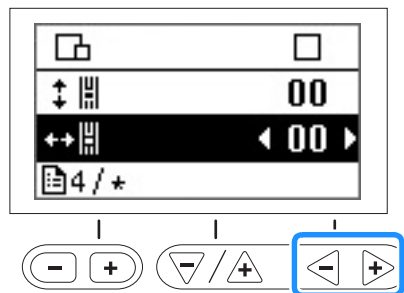 00
00
4/*
- + - / + - +